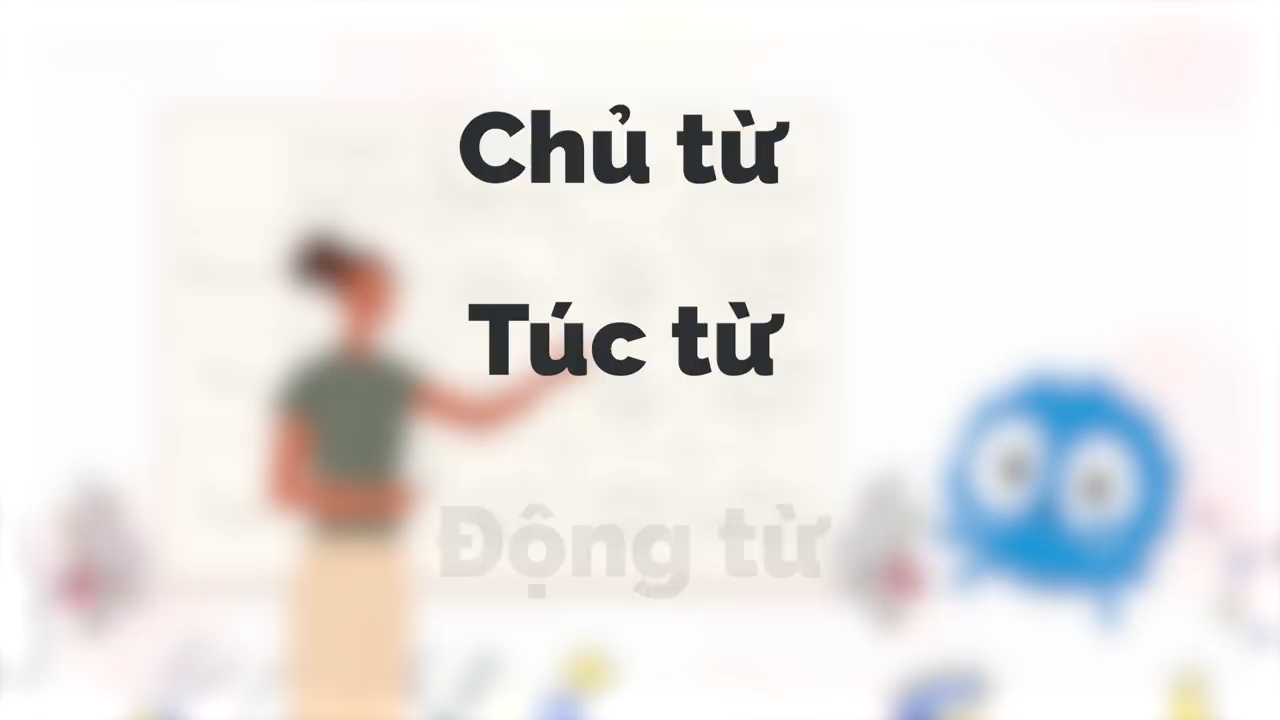 Chủ từ
Túc từ
Động từ